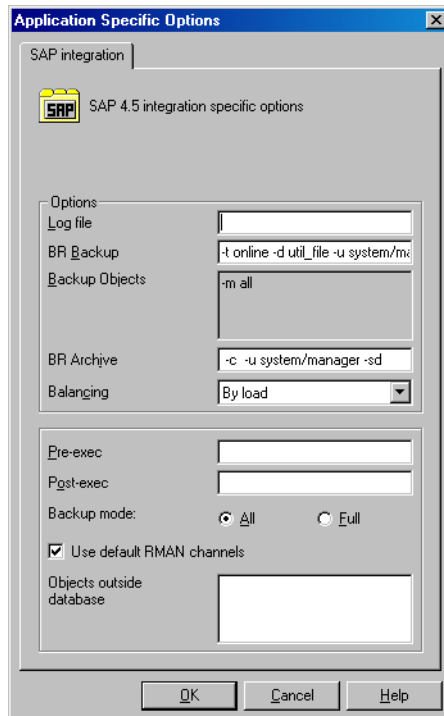 Application Specific Options
SAP integration
SAP SAP 4.5 integration specific options
Options
Log file
BR Backup -t online -d util_file -u system/ma
Backup Objects -m all
BR Archive -c -u system/manager -sd
Balancing By load
Pre-exec
Post-exec
Backup mode: All Full
Use default RMAN channels
Objects outside
database
OK Cancel Help